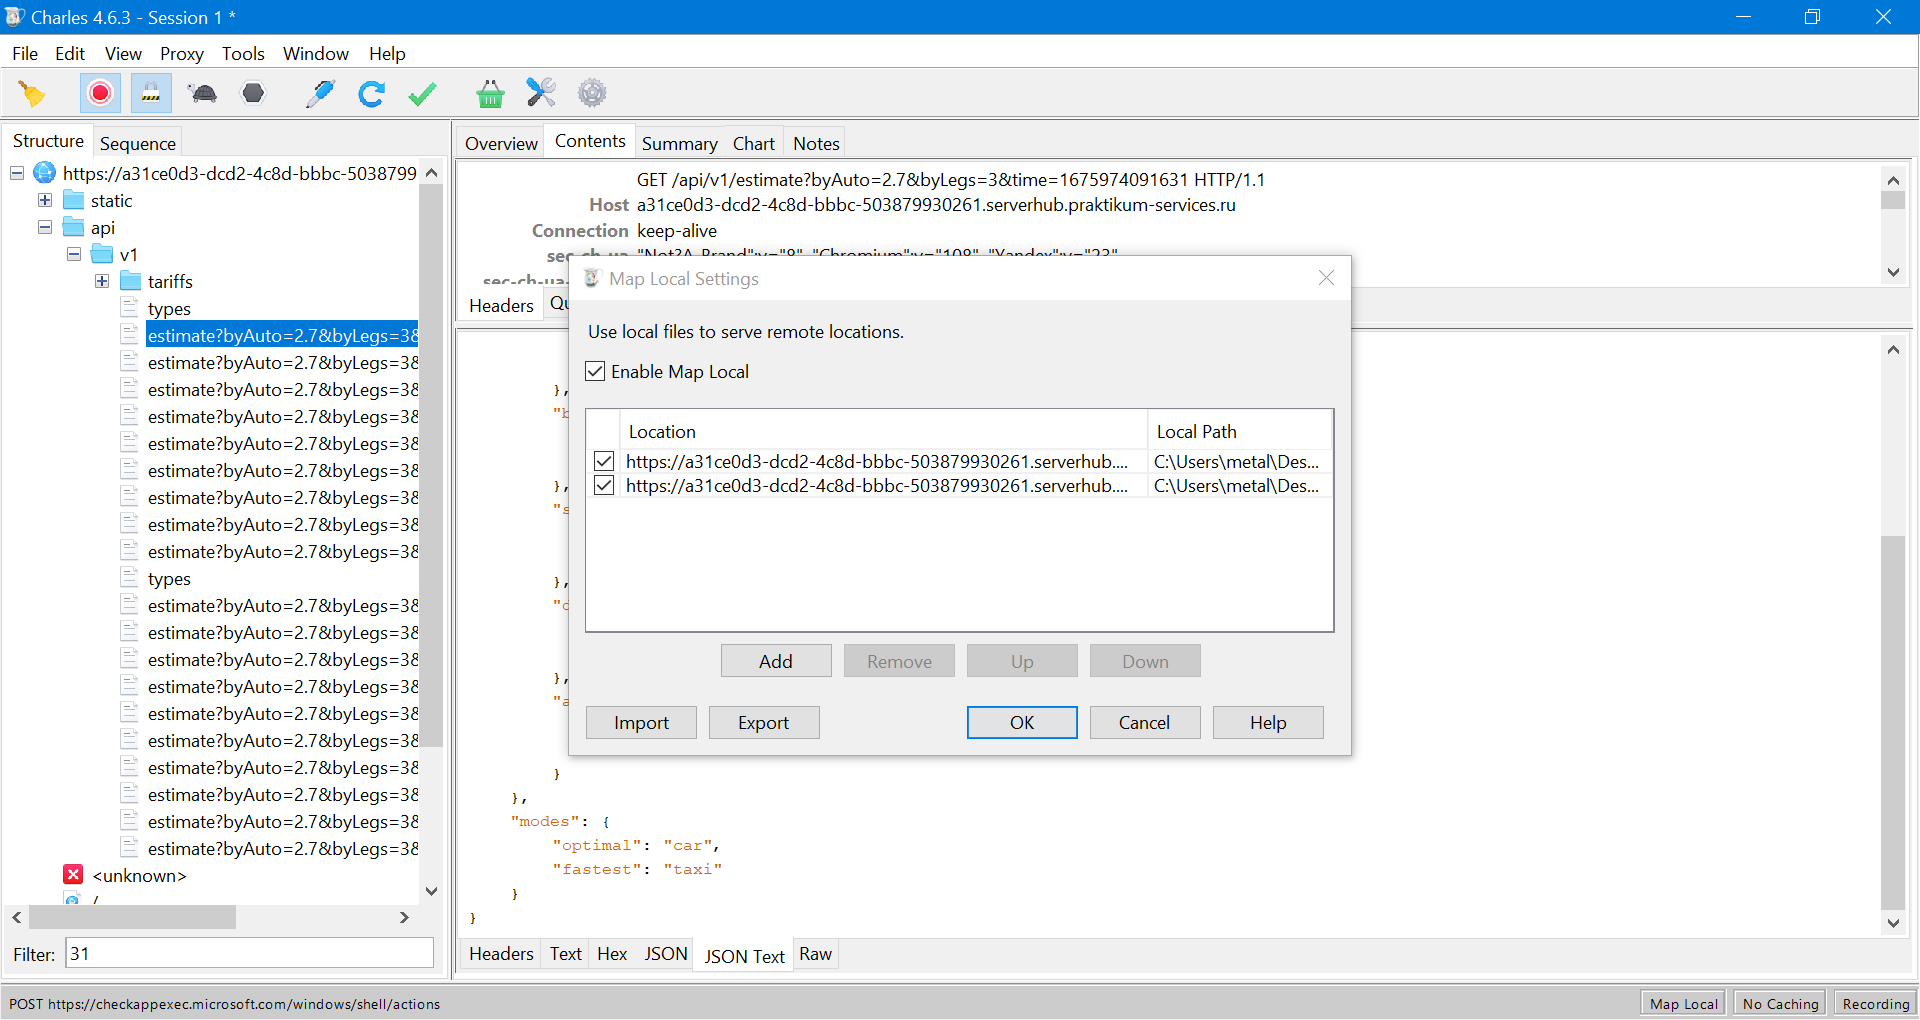 Charles 4.6.3 - Session 1 *
File Edit View Proxy Tools Window Help
Structure Sequence
https://a31ce0d3-dcd2-4c8d-bbbc-5038799
static
api
v1
tariffs
types
estimate?byAuto=2.7&byLegs=38
estimate?byAuto=2.7&byLegs=38
estimate?byAuto=2.7&byLegs=38
estimate?byAuto=2.7&byLegs=38
estimate?byAuto=2.7&byLegs=38
estimate?byAuto=2.7&byLegs=38
estimate?byAuto=2.7&byLegs=38
estimate?byAuto=2.7&byLegs=38
estimate?byAuto=2.7&byLegs=38
types
estimate?byAuto=2.7&byLegs=38
estimate?byAuto=2.7&byLegs=38
estimate?byAuto=2.7&byLegs=38
estimate?byAuto=2.7&byLegs=38
estimate?byAuto=2.7&byLegs=38
estimate?byAuto=2.7&byLegs=38
estimate?byAuto=2.7&byLegs=38
estimate?byAuto=2.7&byLegs=38
estimate?byAuto=2.7&byLegs=38
estimate?byAuto=2.7&byLegs=38
<unknown>
/
Filter: 31
Overview Contents Summary Chart Notes
GET /api/v1/estimate?byAuto=2.7&byLegs=3&time=1675974091631 HTTP/1.1
Host a31ce0d3-dcd2-4c8d-bbbc-503879930261.serverhub.praktikum-services.ru
Connection keep-alive
sec-ch-ua "Not?A_Brand";v="8", "Chromium";v="108", "Yandex";v="23"
sec-ch-ua-
Headers Qu
Map Local Settings
Use local files to serve remote locations.
Enable Map Local
Location Local Path
https://a31ce0d3-dcd2-4c8d-bbbc-503879930261.serverhub.... C:\Users\metal\Des...
https://a31ce0d3-dcd2-4c8d-bbbc-503879930261.serverhub.... C:\Users\metal\Des...
Add Remove Up Down
Import Export OK Cancel Help
},
"b
},
"s
},
"d
},
"a
}
},
"modes": {
"optimal": "car",
"fastest": "taxi"
}
}
Headers Text Hex JSON JSON Text Raw
POST https://checkappexec.microsoft.com/windows/shell/actions
Map Local No Caching Recording